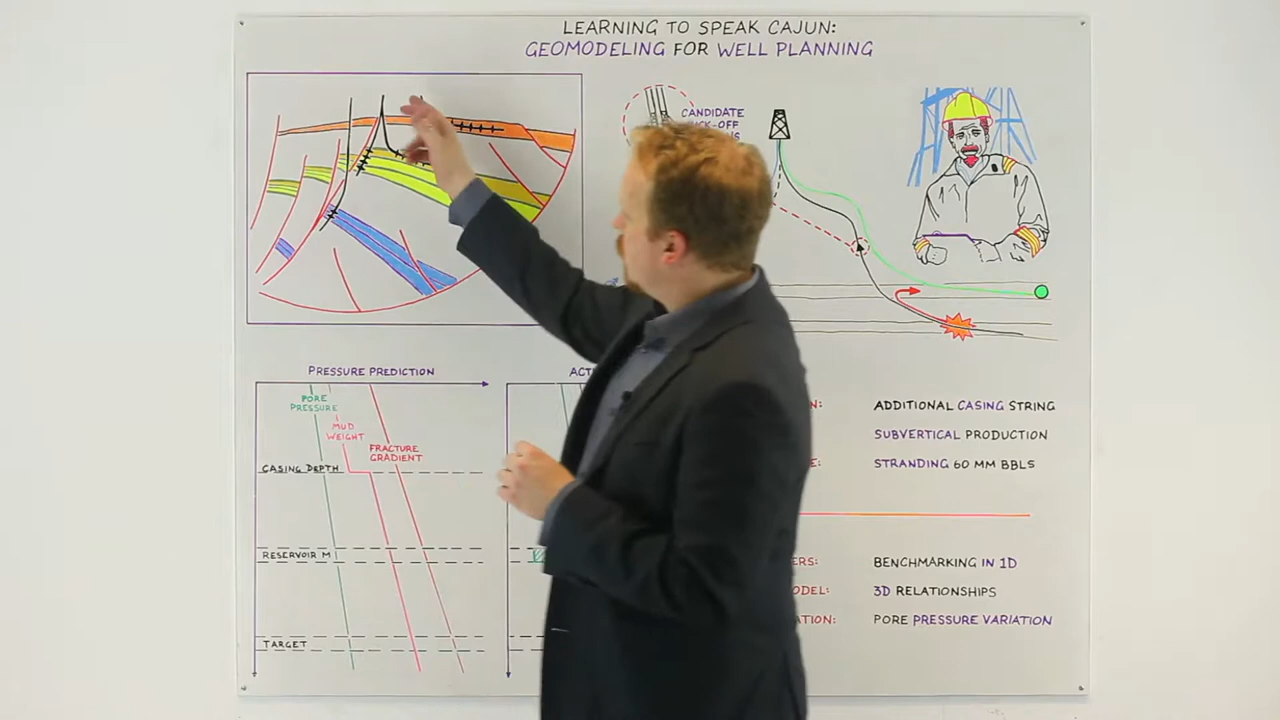 LEARNING TO SPEAK CAJUN:
GEOMODELING FOR WELL PLANNING
CANDIDATE
PRESSURE PREDICTION
PORE
PRESSURE
MUD
WEIGHT
FRACTURE
GRADIENT
CASING DEPTH
RESERVOIR M
TARGET
ADDITIONAL CASING STRING
SUBVERTICAL PRODUCTION
STRANDING 60 MM BBLS
BENCHMARKING IN 1D
3D RELATIONSHIPS
PORE PRESSURE VARIATION